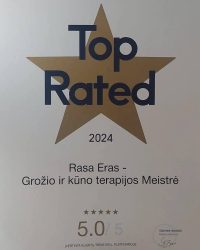 Top
Rated
2024
Rasa Eras -
Grožio ir kūno terapijos Meistrė
★★★★★
5.0/5